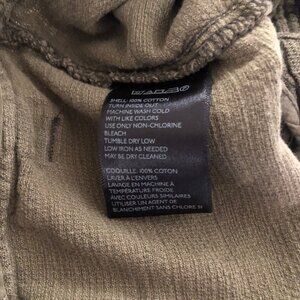 SHELL: 100% COTTON
TURN INSIDE OUT
MACHINE WASH COLD
WITH LIKE COLORS
USE ONLY NON-CHLORINE
BLEACH
TUMBLE DRY LOW
LOW IRON AS NEEDED
MAY BE DRY CLEANED
COQUILLE: 100% COTON
LAVER À L'ENVERS
LAVAGE EN MACHINE À
TEMPÉRATURE FROIDE
AVEC COULEURS SIMILAIRES
UTILISER UN AGENT DE
BLANCHIMENT SANS CHLORE SI